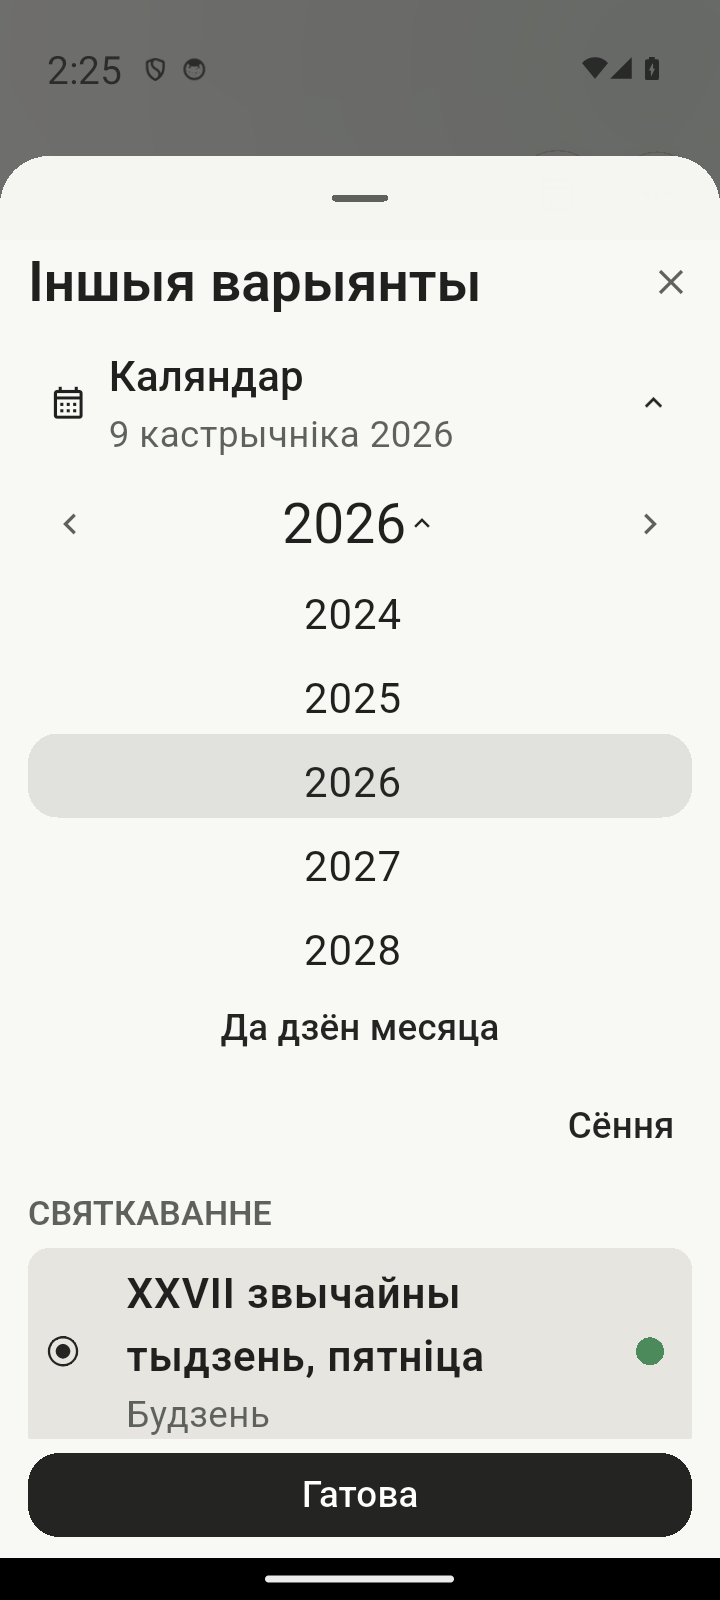 2:25
Іншыя варыянты
Каляндар
9 кастрычніка 2026
2026
2024
2025
2026
2027
2028
Да дзён месяца
Сёння
СВЯТКАВАННЕ
XXVII звычайны
тыдзень, пятніца
Будзень
Гатова